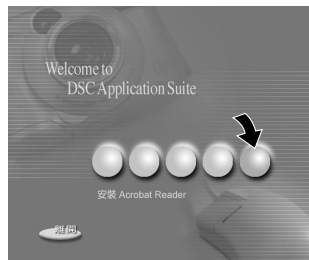 Welcome to
DSC Application Suite
安裝 Acrobat Reader
離開